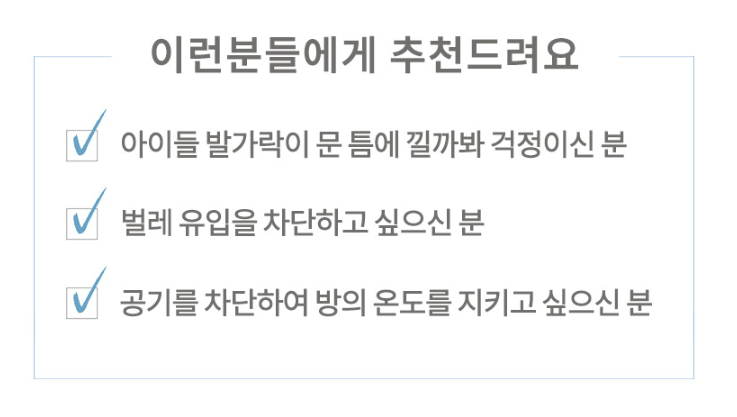 이런분들에게 추천드려요
아이들 발가락이 문 틈에 낄까봐 걱정이신 분
벌레 유입을 차단하고 싶으신 분
공기를 차단하여 방의 온도를 지키고 싶으신 분